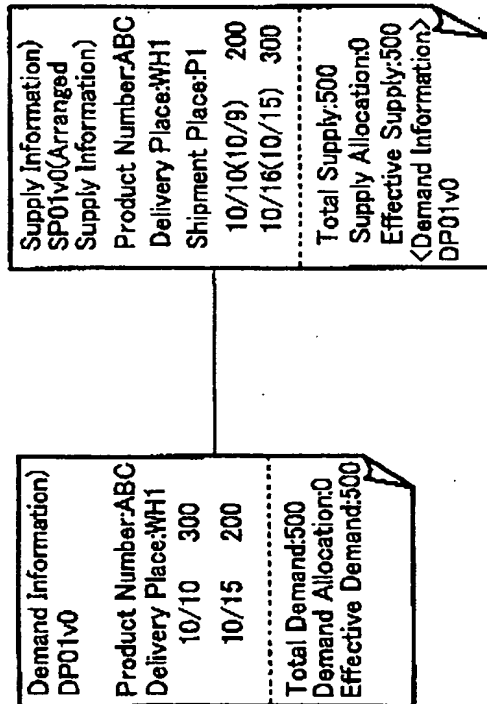 Demand Information)
DP01v0
Product Number:ABC
Delivery Place:WH1
10/10 300
10/15 200
Total Demand:500
Demand Allocation:0
Effective Demand:500
Supply Information)
SP01v0(Arranged
Supply Information)
Product Number:ABC
Delivery Place:WH1
Shipment Place:P1
10/10(10/9) 200
10/16(10/15) 300
Total Supply:500
Supply Allocation:0
Effective Supply:500
<Demand Information>
DP01v0